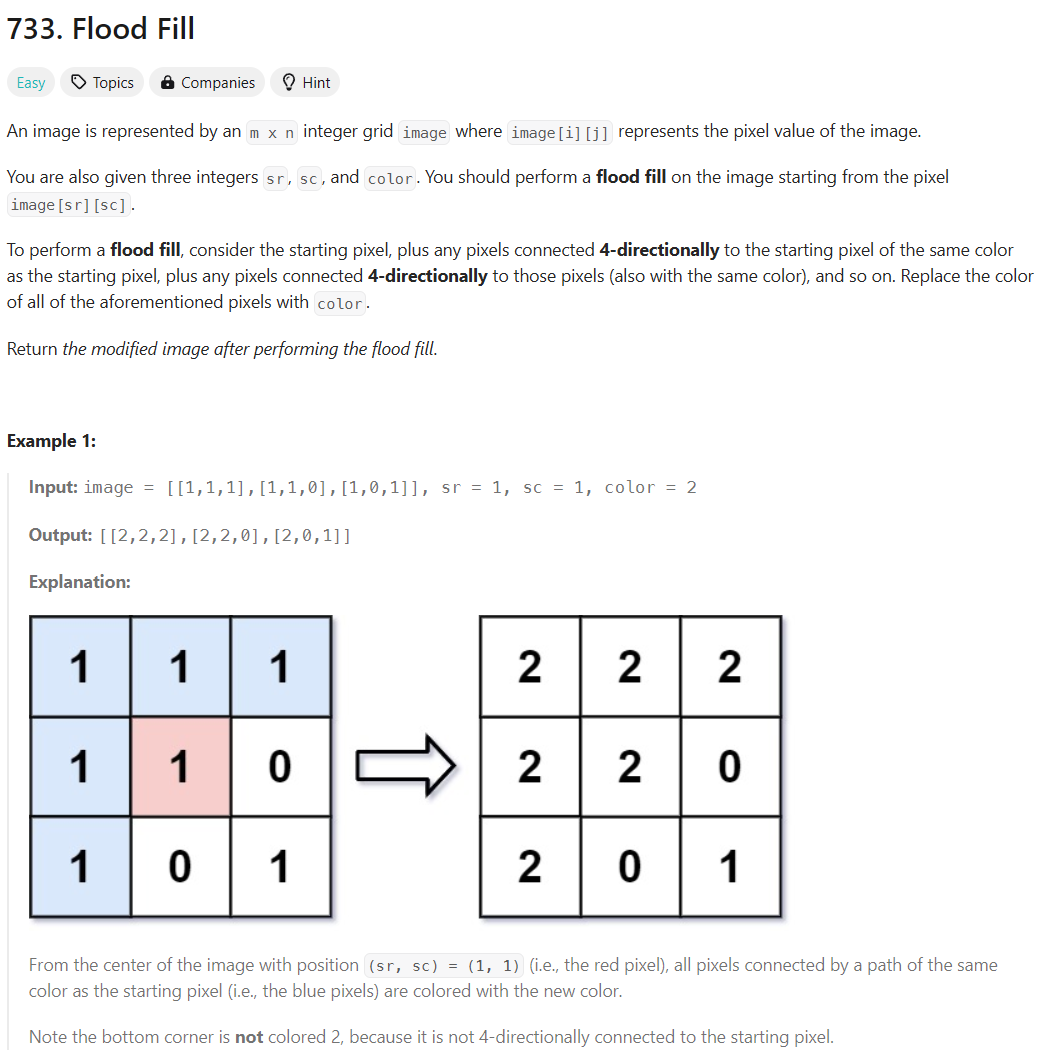 733. Flood Fill
Easy Topics Companies Hint
An image is represented by an m x n integer grid image where image[i][j] represents the pixel value of the image.
You are also given three integers sr, sc, and color. You should perform a flood fill on the image starting from the pixel
image[sr][sc].
To perform a flood fill, consider the starting pixel, plus any pixels connected 4-directionally to the starting pixel of the same color
as the starting pixel, plus any pixels connected 4-directionally to those pixels (also with the same color), and so on. Replace the color
of all of the aforementioned pixels with color.
Return the modified image after performing the flood fill.
Example 1:
Input: image = [[1,1,1],[1,1,0],[1,0,1]], sr = 1, sc = 1, color = 2
Output: [[2,2,2],[2,2,0],[2,0,1]]
Explanation:
1 1 1 2 2 2
1 1 0 2 2 0
1 0 1 2 0 1
From the center of the image with position (sr, sc) = (1, 1) (i.e., the red pixel), all pixels connected by a path of the same
color as the starting pixel (i.e., the blue pixels) are colored with the new color.
Note the bottom corner is not colored 2, because it is not 4-directionally connected to the starting pixel.